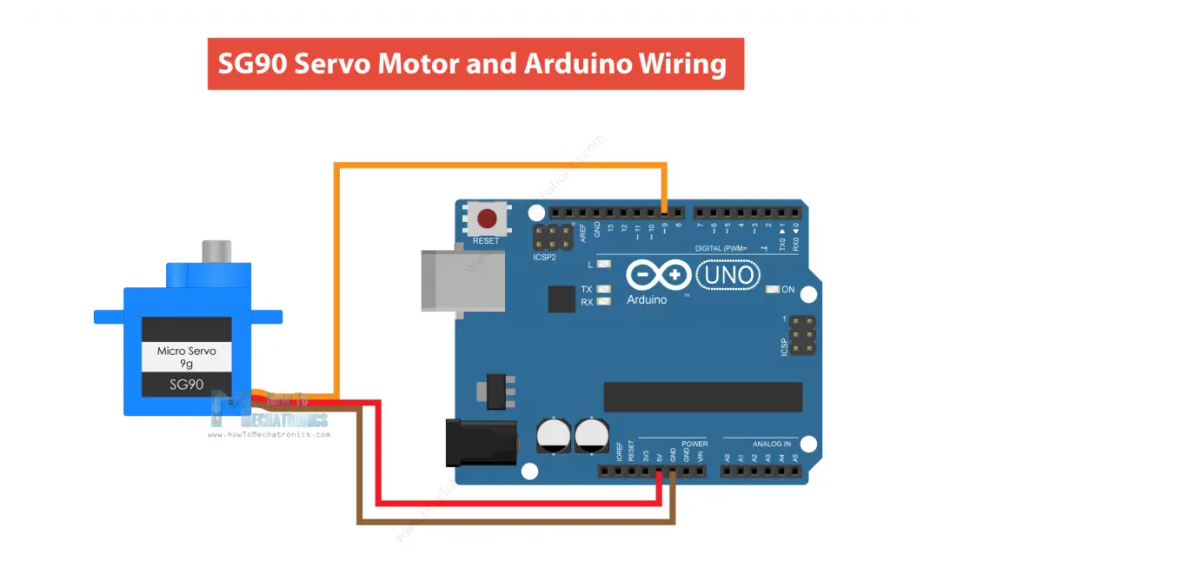 SG90 Servo Motor and Arduino Wiring
RESET
ICSP2
AREF
GND
13
12
~11
~10
~9
8
7
~6
~5
4
~3
2
TX0 ▶ 1
RX0 ◀ 0
DIGITAL (PWM= ~)
L
TX
RX
Arduino
UNO
™
ON
1
ICSP
Micro Servo
9g
SG90
How To
MECHATRONICS
www.HowToMechatronics.com
IOREF
RESET
3V3
5V
GND
GND
VIN
POWER
ANALOG IN
A0
A1
A2
A3
A4
A5